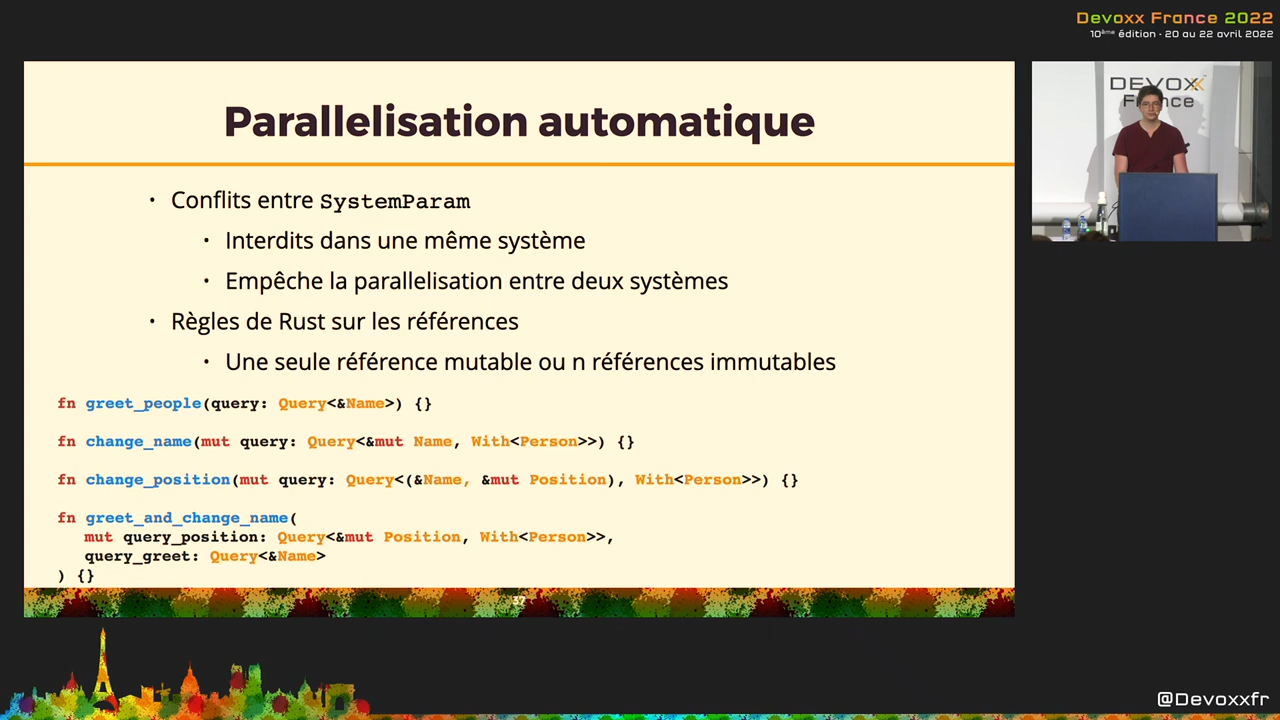 Devoxx France 2022
10ème édition - 20 au 22 avril 2022
Parallelisation automatique
DEVOXX
France
• Conflits entre SystemParam
• Interdits dans une même système
• Empêche la parallelisation entre deux systèmes
• Règles de Rust sur les références
• Une seule référence mutable ou n références immutables
fn greet_people(query: Query<&Name>) {}
fn change_name(mut query: Query<&mut Name, With<Person>>) {}
fn change_position(mut query: Query<(&Name, &mut Position), With<Person>>) {}
fn greet_and_change_name(
mut query_position: Query<&mut Position, With<Person>>,
query_greet: Query<&Name>
) {}
37
@Devoxxfr